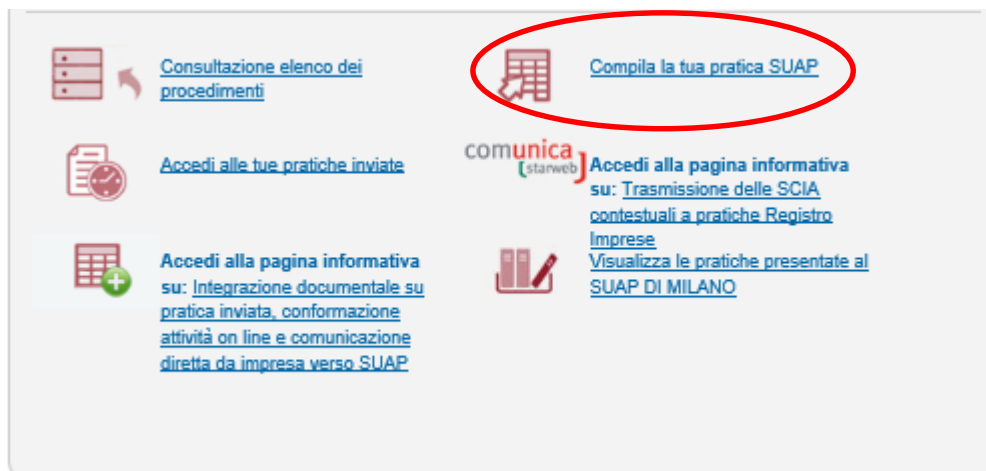 Consultazione elenco dei
procedimenti
Compila la tua pratica SUAP
Accedi alle tue pratiche inviate
comunica
[starweb]
Accedi alla pagina informativa
su: Trasmissione delle SCIA
contestuali a pratiche Registro
Imprese
Accedi alla pagina informativa
su: Integrazione documentale su
pratica inviata, conformazione
attività on line e comunicazione
diretta da impresa verso SUAP
Visualizza le pratiche presentate al
SUAP DI MILANO